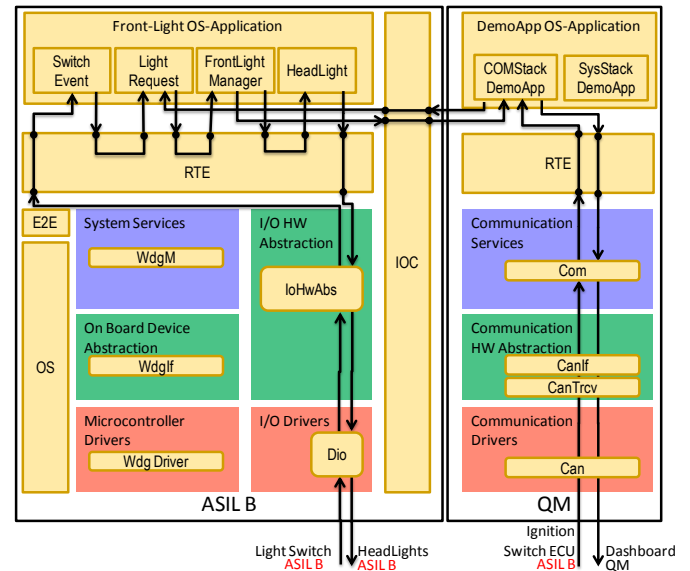 Front-Light OS-Application
DemoApp OS-Application
Switch
Event
Light
Request
FrontLight
Manager
HeadLight
COMStack
DemoApp
SysStack
DemoApp
RTE
RTE
E2E
OS
System Services
WdgM
I/O HW
Abstraction
IoHwAbs
IOC
Communication
Services
Com
On Board Device
Abstraction
WdgIf
Communication
HW Abstraction
CanIf
CanTrcv
Microcontroller
Drivers
Wdg Driver
I/O Drivers
Dio
Communication
Drivers
Can
ASIL B
QM
Light Switch
ASIL B
HeadLights
ASIL B
Ignition
Switch ECU
ASIL B
Dashboard
QM